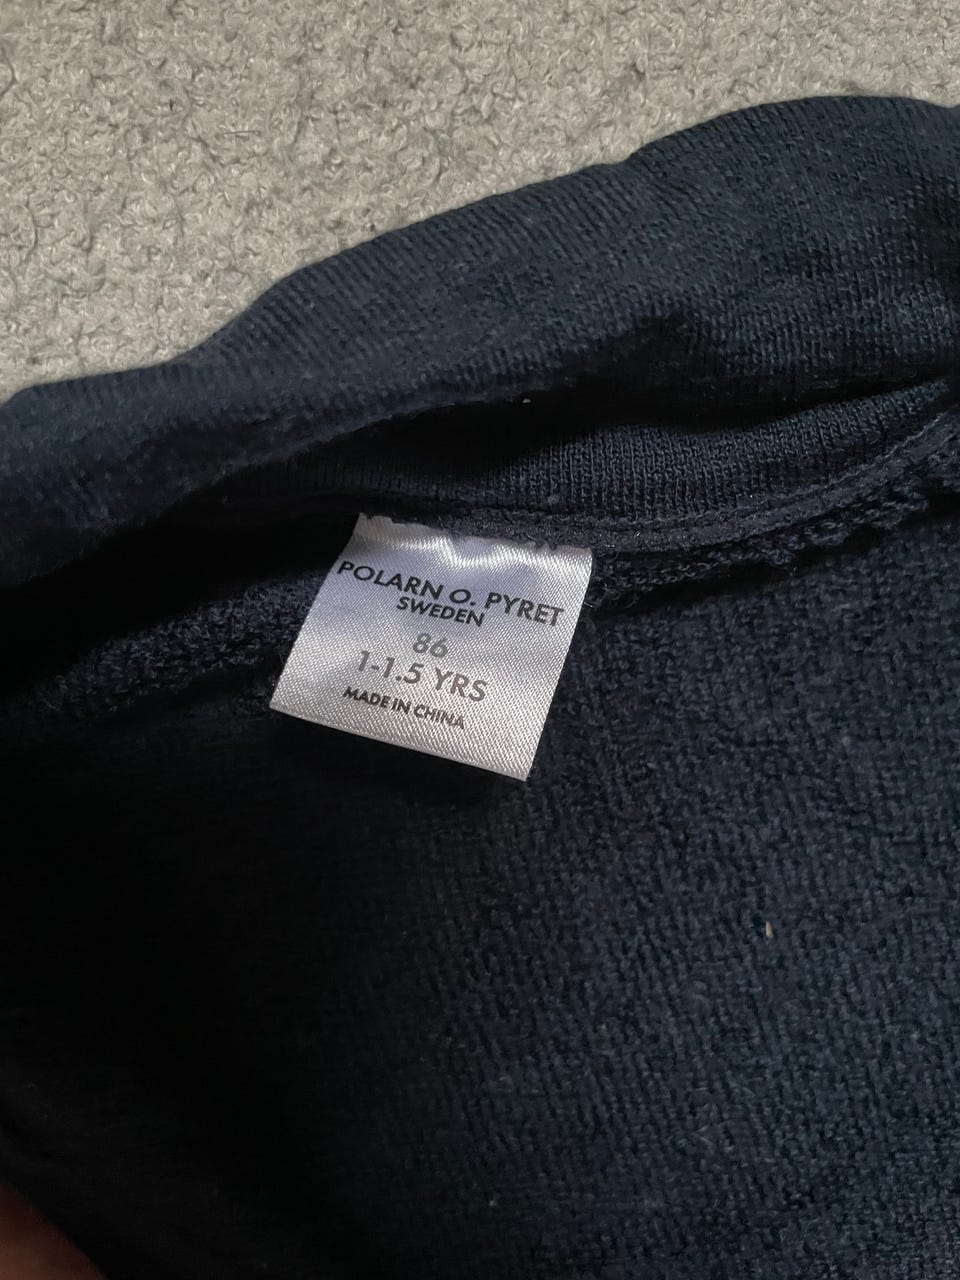 POLARN O. PYRET
SWEDEN
86
1-1.5 YRS
MADE IN CHINA